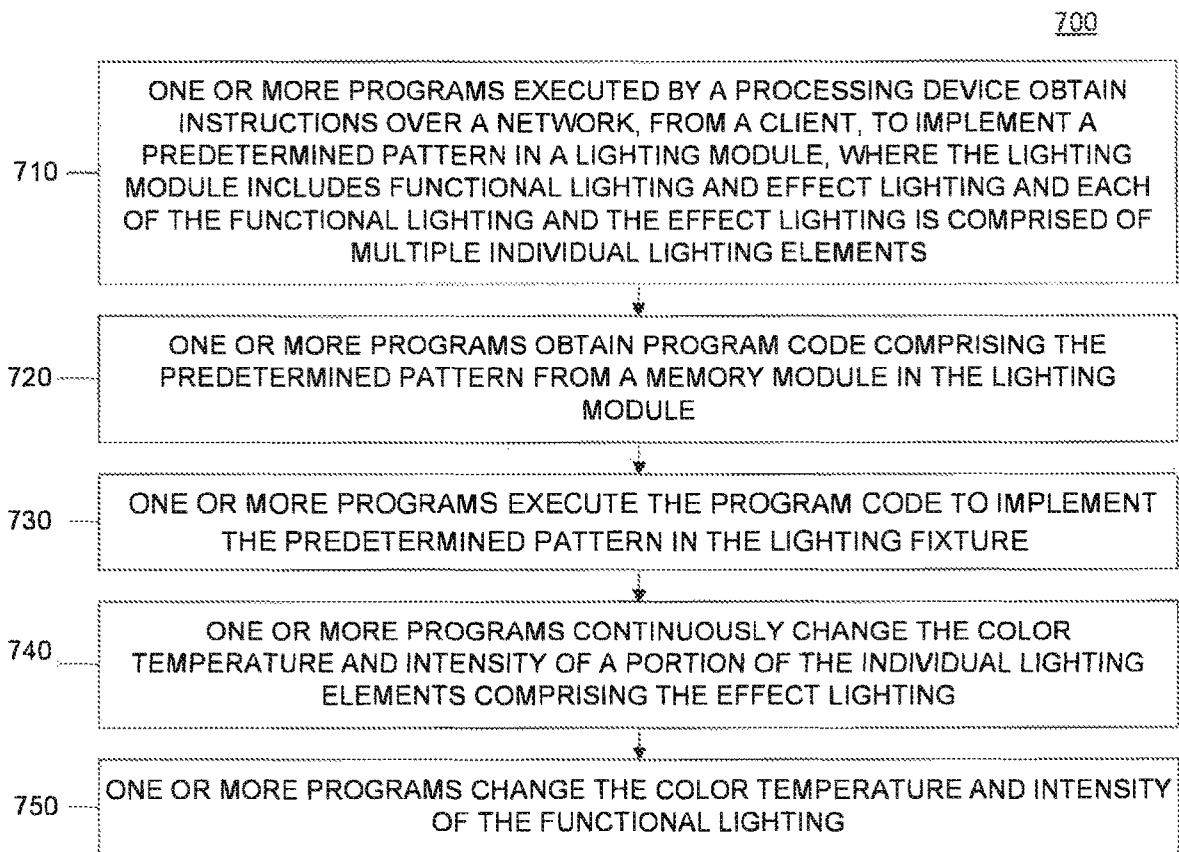 700
ONE OR MORE PROGRAMS EXECUTED BY A PROCESSING DEVICE OBTAIN
INSTRUCTIONS OVER A NETWORK, FROM A CLIENT, TO IMPLEMENT A
PREDETERMINED PATTERN IN A LIGHTING MODULE, WHERE THE LIGHTING
MODULE INCLUDES FUNCTIONAL LIGHTING AND EFFECT LIGHTING AND EACH
OF THE FUNCTIONAL LIGHTING AND THE EFFECT LIGHTING IS COMPRISED OF
MULTIPLE INDIVIDUAL LIGHTING ELEMENTS
710
ONE OR MORE PROGRAMS OBTAIN PROGRAM CODE COMPRISING THE
PREDETERMINED PATTERN FROM A MEMORY MODULE IN THE LIGHTING
MODULE
720
ONE OR MORE PROGRAMS EXECUTE THE PROGRAM CODE TO IMPLEMENT
THE PREDETERMINED PATTERN IN THE LIGHTING FIXTURE
730
ONE OR MORE PROGRAMS CONTINUOUSLY CHANGE THE COLOR
TEMPERATURE AND INTENSITY OF A PORTION OF THE INDIVIDUAL LIGHTING
ELEMENTS COMPRISING THE EFFECT LIGHTING
740
ONE OR MORE PROGRAMS CHANGE THE COLOR TEMPERATURE AND INTENSITY
OF THE FUNCTIONAL LIGHTING
750